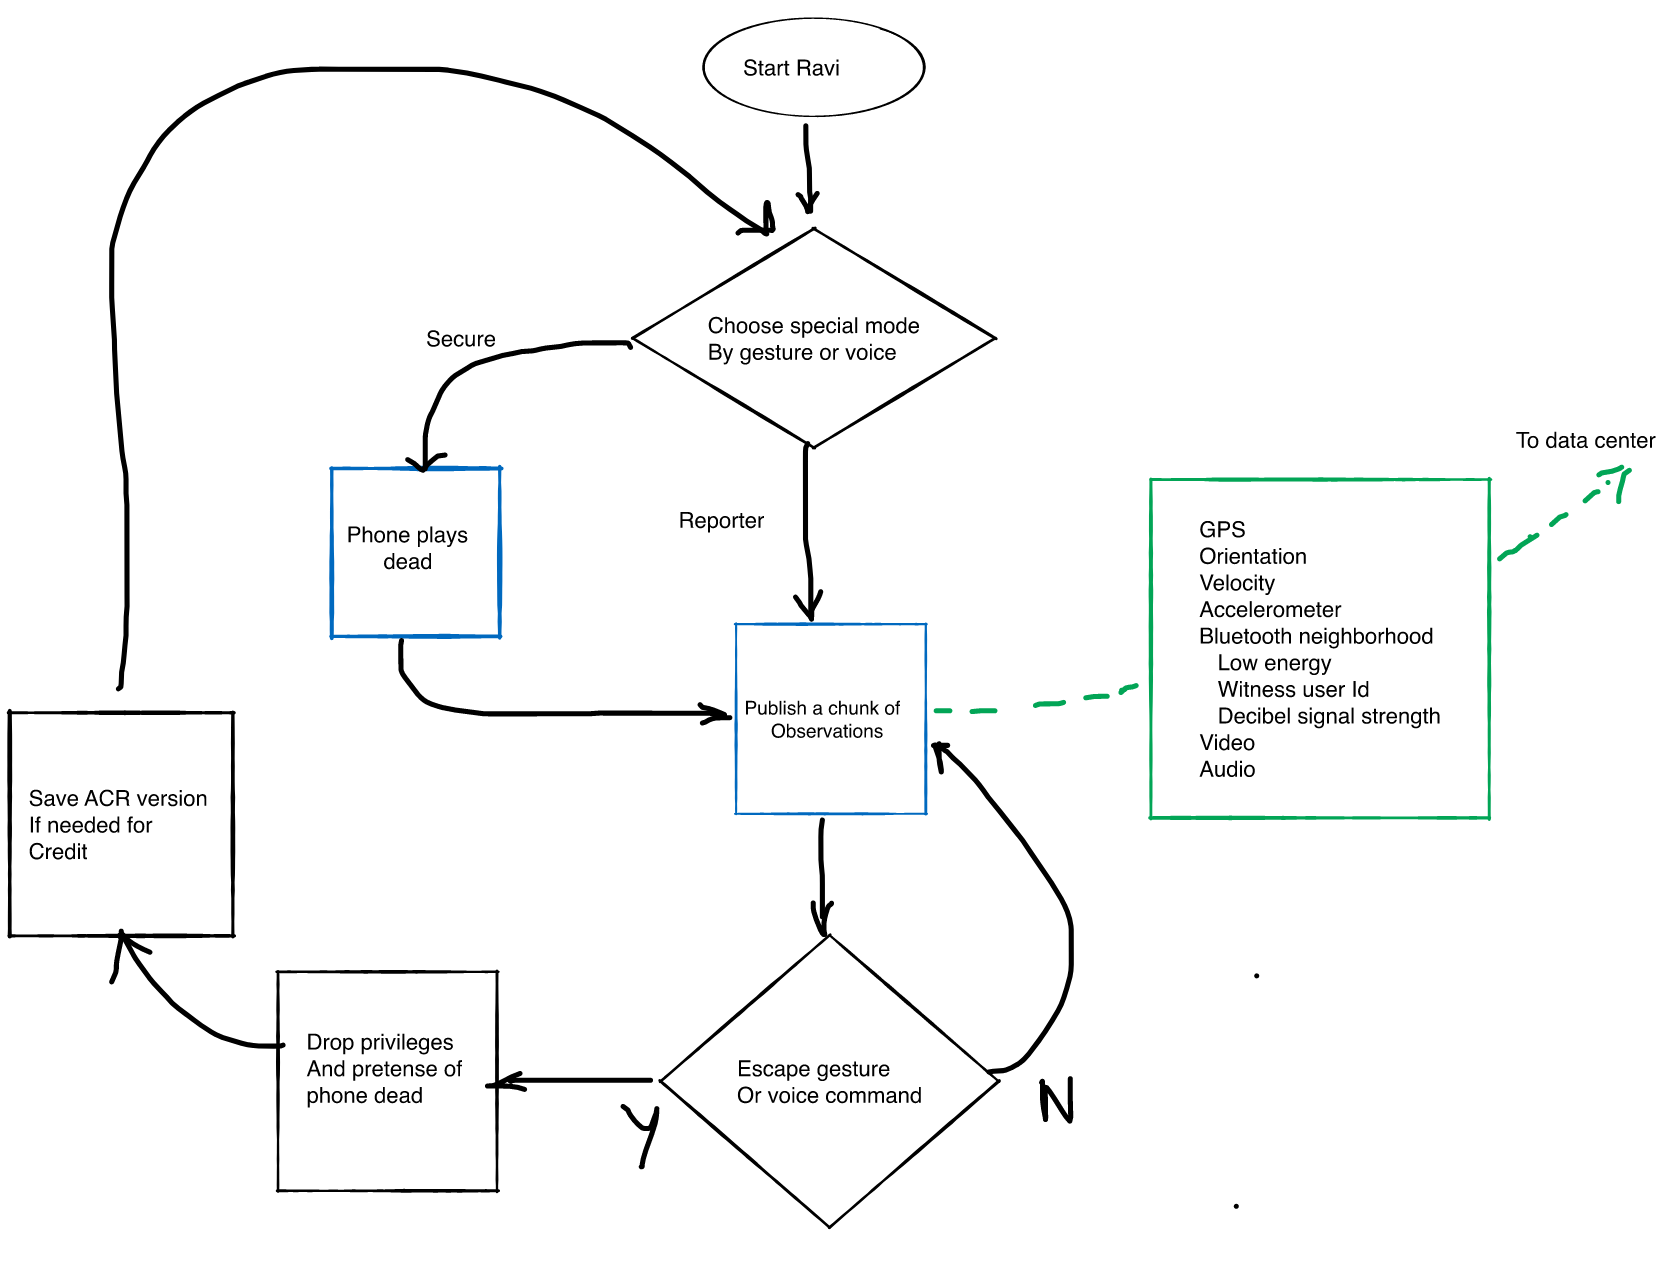 Start Ravi
Choose special mode
By gesture or voice
Secure
To data center
Phone plays
dead
Reporter
GPS
Orientation
Velocity
Accelerometer
Bluetooth neighborhood
Low energy
Witness user Id
Decibel signal strength
Video
Audio
Publish a chunk of
Observations
Save ACR version
If needed for
Credit
Drop privileges
And pretense of
phone dead
Escape gesture
Or voice command
Y
N